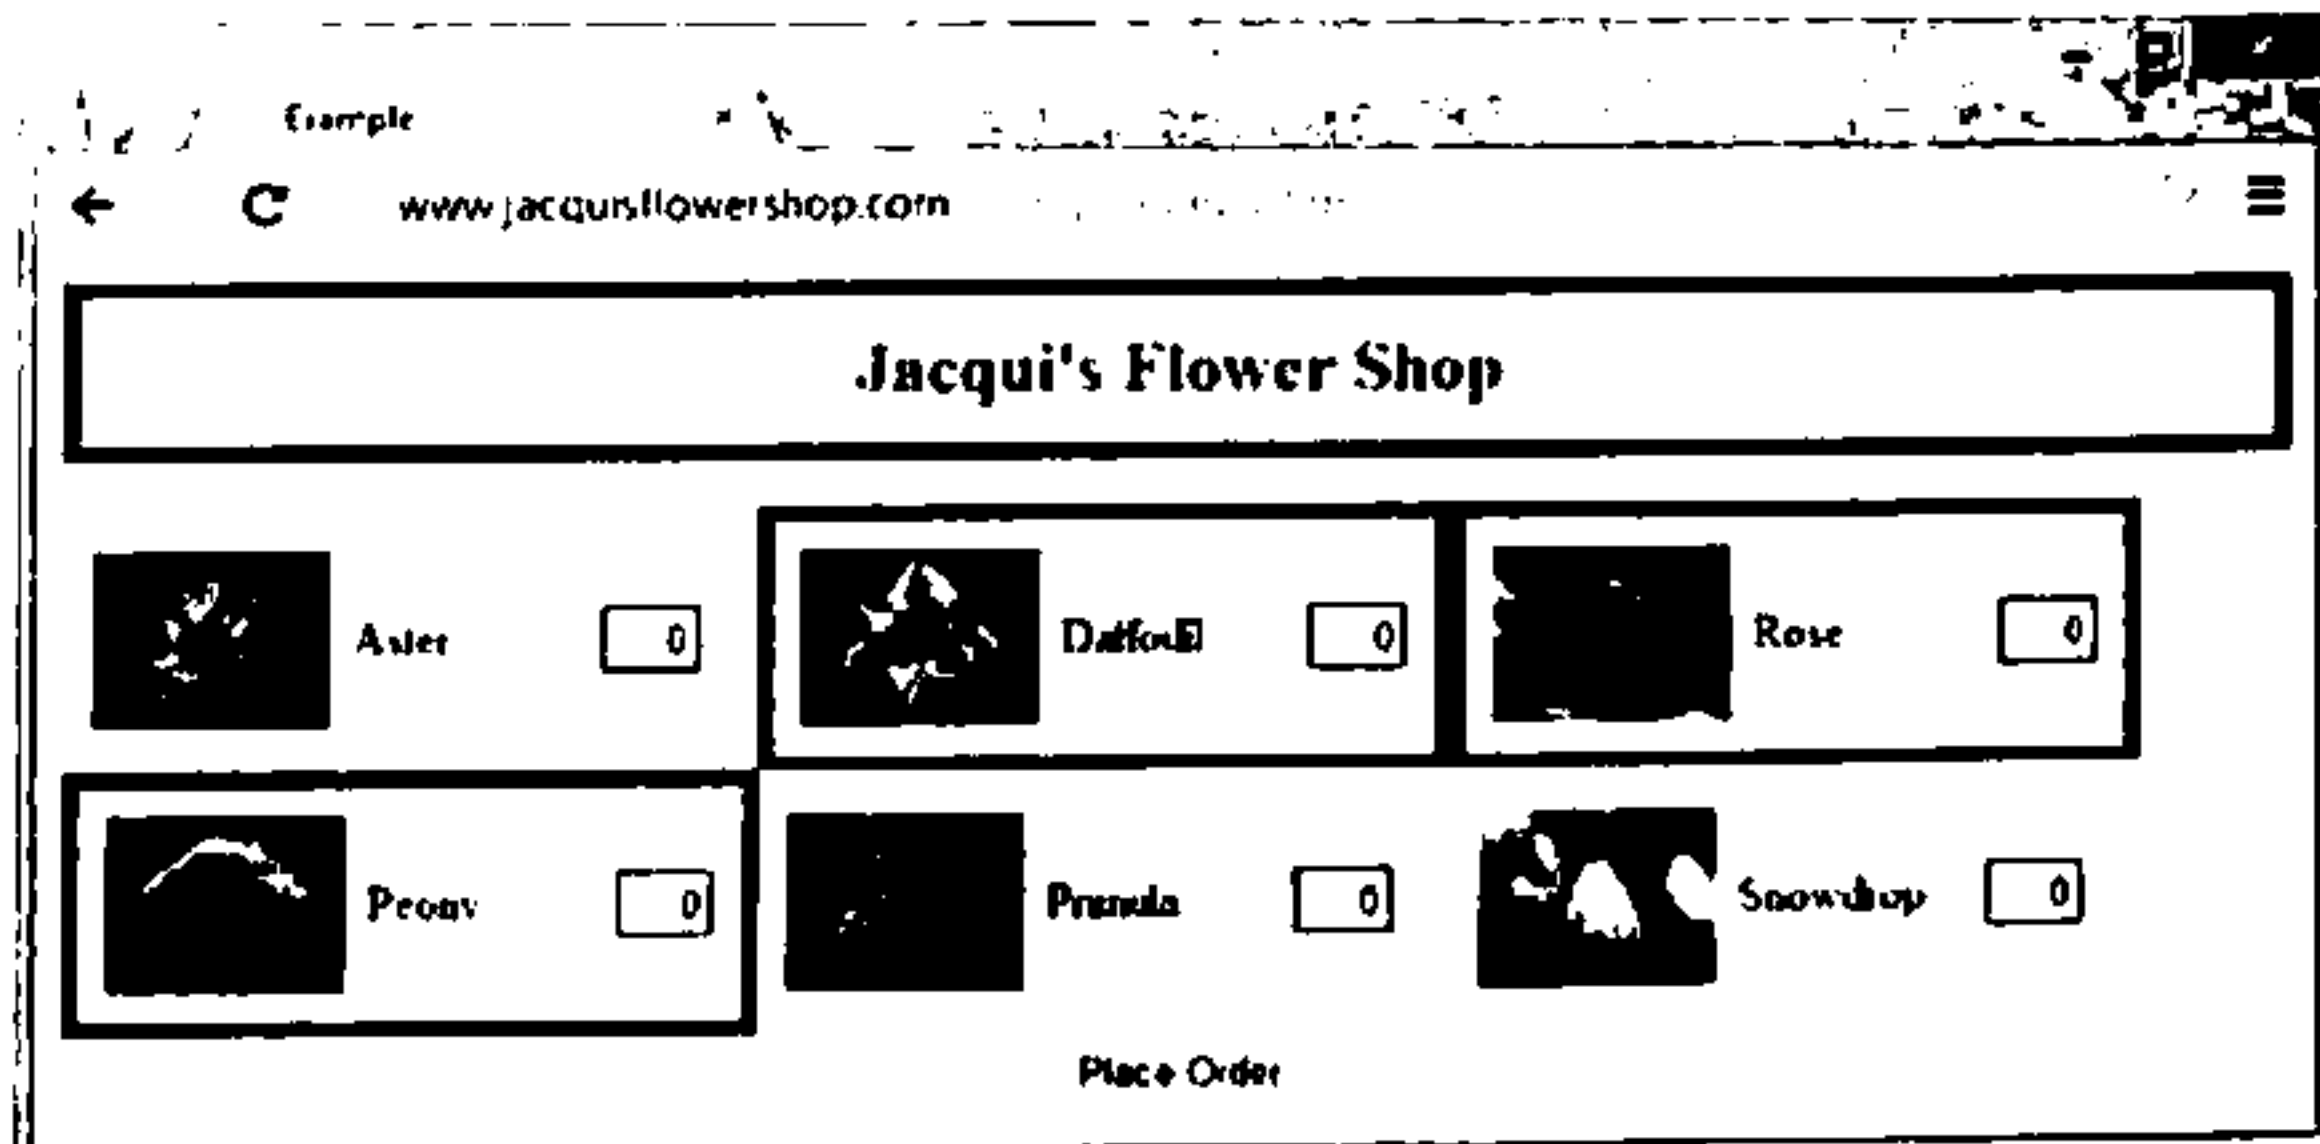 Example
www.jacquisflowershop.com
Jacqui's Flower Shop
Aster 0 Daffodil 0 Rose 0
Peony 0 Primula 0 Snowdrop 0
Place Order